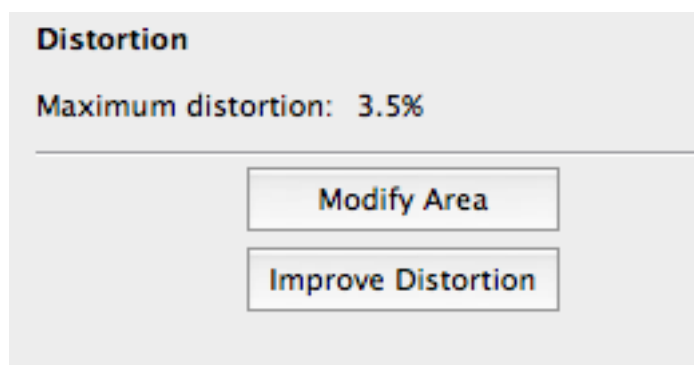 Distortion
Maximum distortion: 3.5%
Modify Area
Improve Distortion